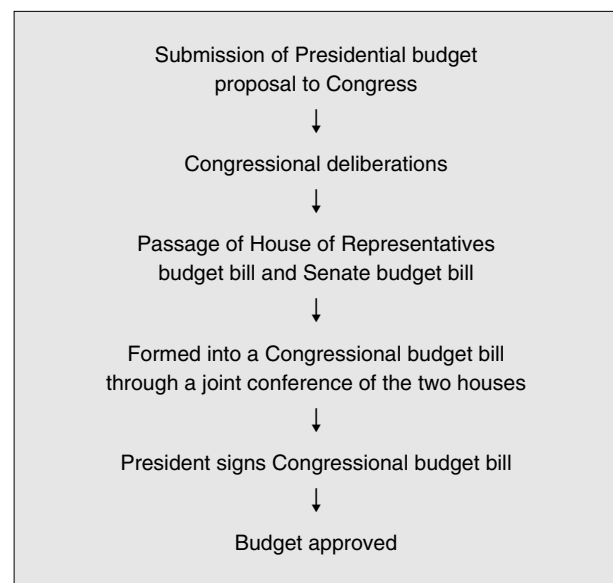 Submission of Presidential budget
proposal to Congress
↓
Congressional deliberations
↓
Passage of House of Representatives
budget bill and Senate budget bill
↓
Formed into a Congressional budget bill
through a joint conference of the two houses
↓
President signs Congressional budget bill
↓
Budget approved